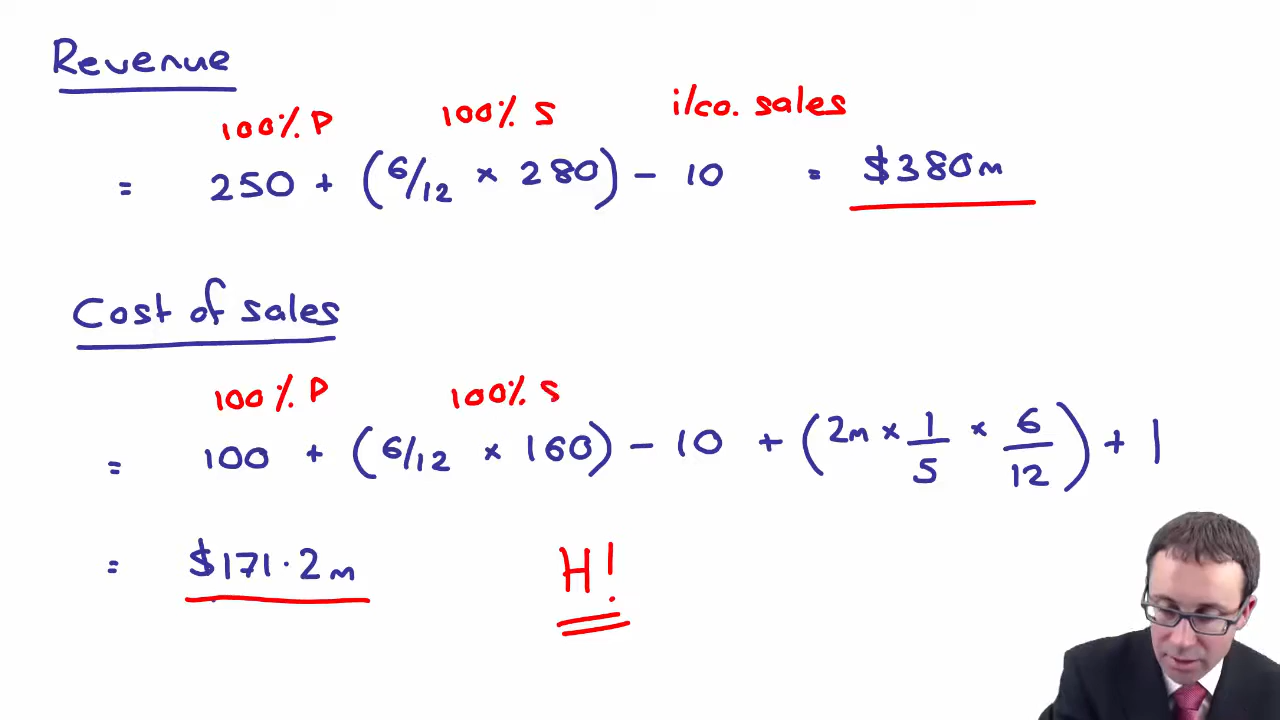 Revenue
100% P 100% S i/co. sales
= 250 + (6/12 × 280) - 10 = $380m
Cost of sales
100% P 100% S
= 100 + (6/12 × 160) - 10 + (2m × 1/5 × 6/12) + 1
= $171.2m H!